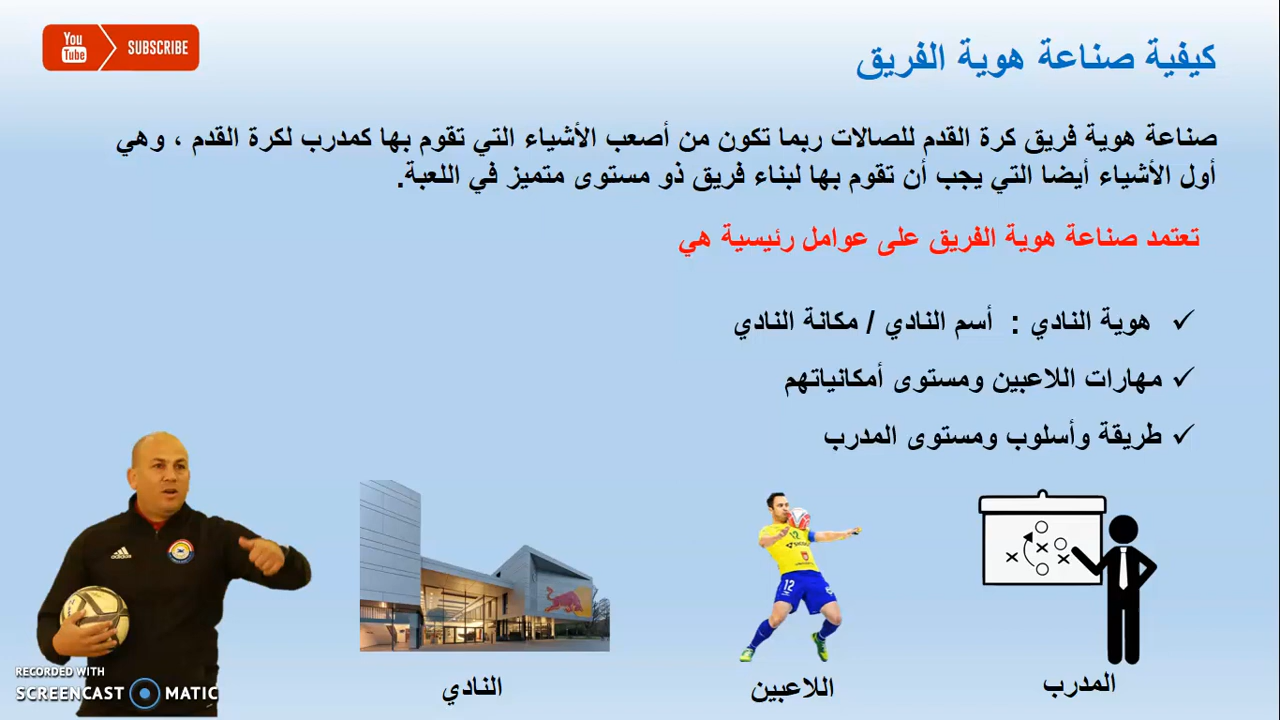 You Tube SUBSCRIBE
كيفية صناعة هوية الفريق
صناعة هوية فريق كرة القدم للصالات ربما تكون من أصعب الأشياء التي تقوم بها كمدرب لكرة القدم ، وهي
أول الأشياء أيضا التي يجب أن تقوم بها لبناء فريق ذو مستوى متميز في اللعبة.
تعتمد صناعة هوية الفريق على عوامل رئيسية هي
✓ هوية النادي : أسم النادي / مكانة النادي
✓ مهارات اللاعبين ومستوى أمكانياتهم
✓ طريقة وأسلوب ومستوى المدرب
adidas
12
12
المدرب
اللاعبين
النادي
RECORDED WITH
SCREENCAST MATIC